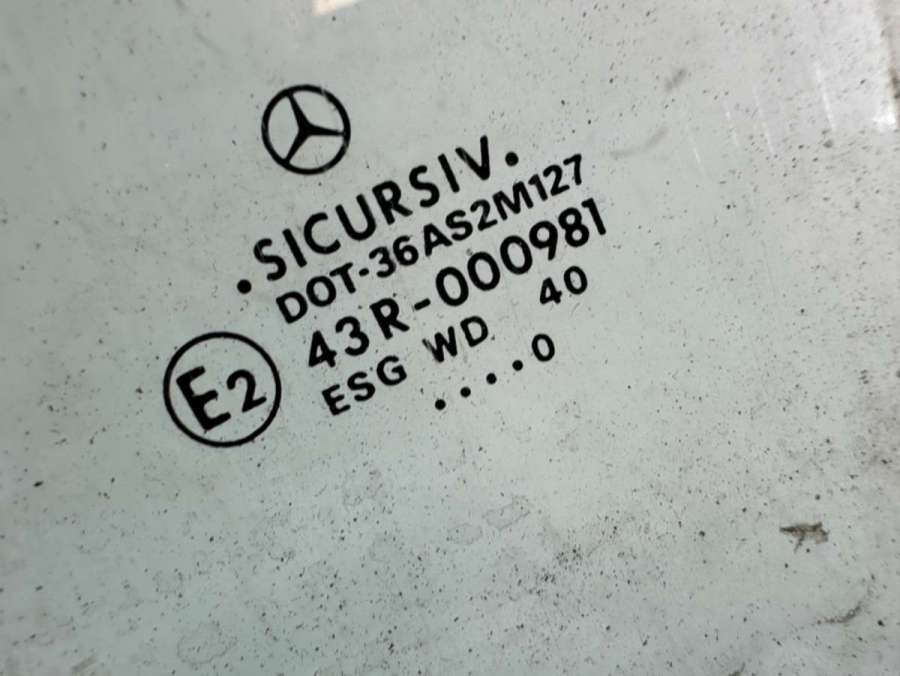 .SICURSIV.
DOT-36AS2M127
43R-000981
E2
ESG WD 40
....0